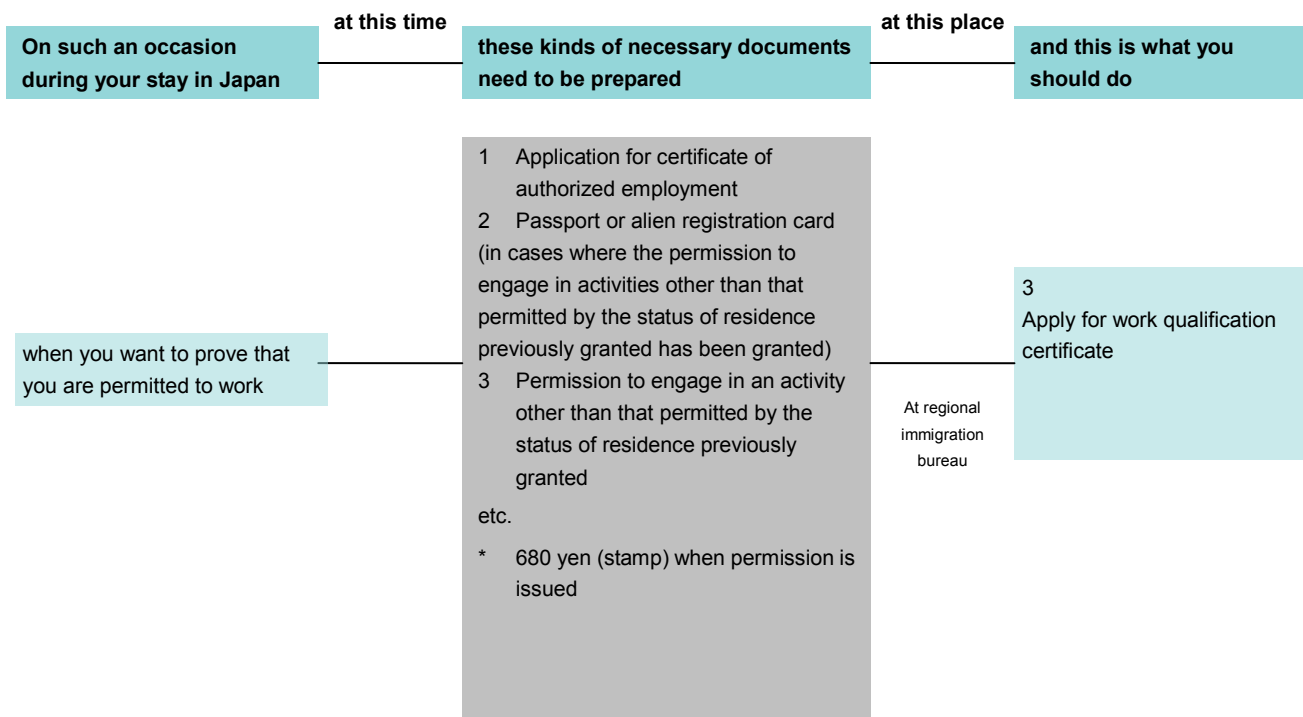 at this time
at this place
On such an occasion
during your stay in Japan
these kinds of necessary documents
need to be prepared
and this is what you
should do
when you want to prove that
you are permitted to work
1 Application for certificate of
authorized employment
2 Passport or alien registration card
(in cases where the permission to
engage in activities other than that
permitted by the status of residence
previously granted has been granted)
3 Permission to engage in an activity
other than that permitted by the
status of residence previously
granted
etc.
* 680 yen (stamp) when permission is
issued
At regional
immigration
bureau
3
Apply for work qualification
certificate